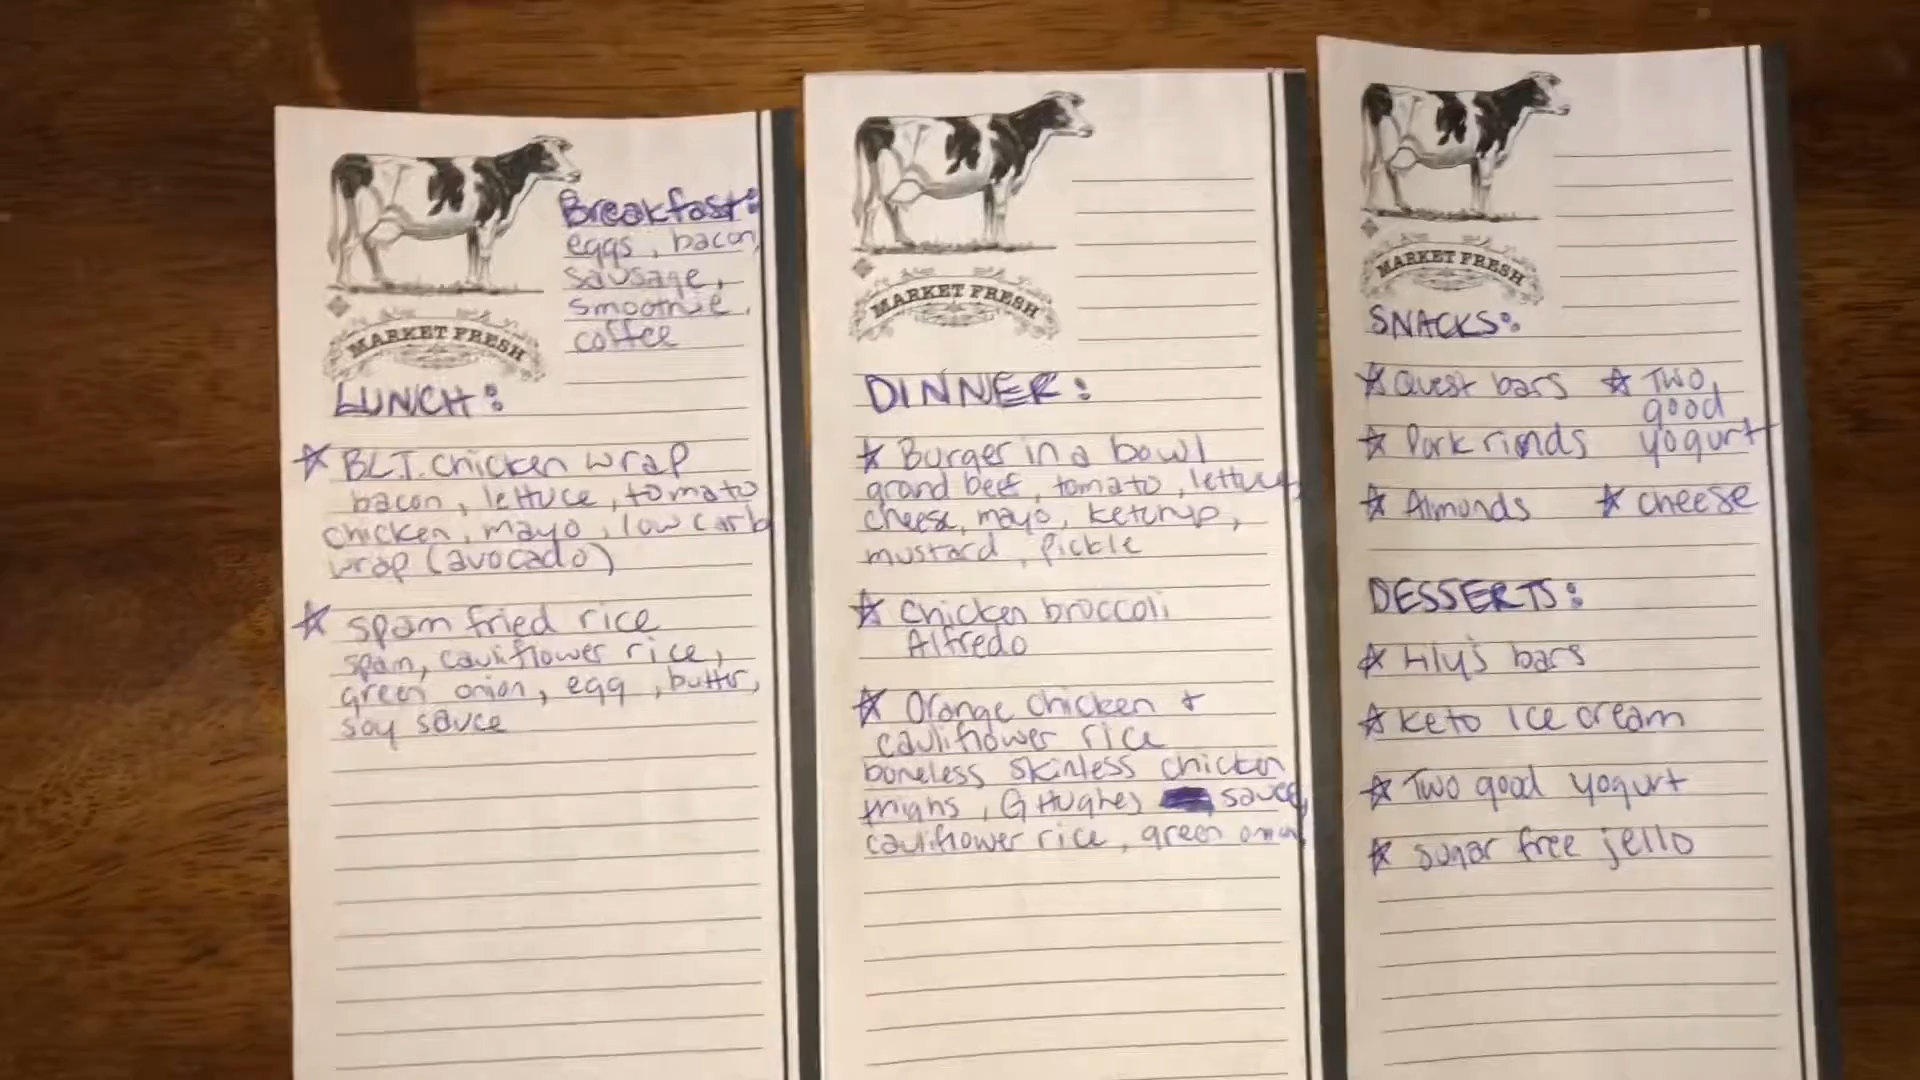 Breakfast:
eggs, bacon,
sausage,
smoothie,
coffee
MARKET FRESH
LUNCH:
BLT. chicken wrap
bacon, lettuce, tomato
chicken, mayo, low carb
wrap (avocado)
spam fried rice
spam, cauliflower rice,
green onion, egg, butter,
soy sauce
MARKET FRESH
DINNER:
Burger in a bowl
grond beef, tomato, lettuce,
cheese, mayo, ketchup,
mustard, pickle
Chicken broccoli
Alfredo
Orange chicken +
cauliflower rice
boneless skinless chicken
thighs, G Hughes sauce,
cauliflower rice, green onion
MARKET FRESH
SNACKS:
Quest bars
Pork rinds
Almonds
Two
good
yogurt
cheese
DESSERTS:
Lily's bars
Keto Ice cream
Two good yogurt
sugar free jello